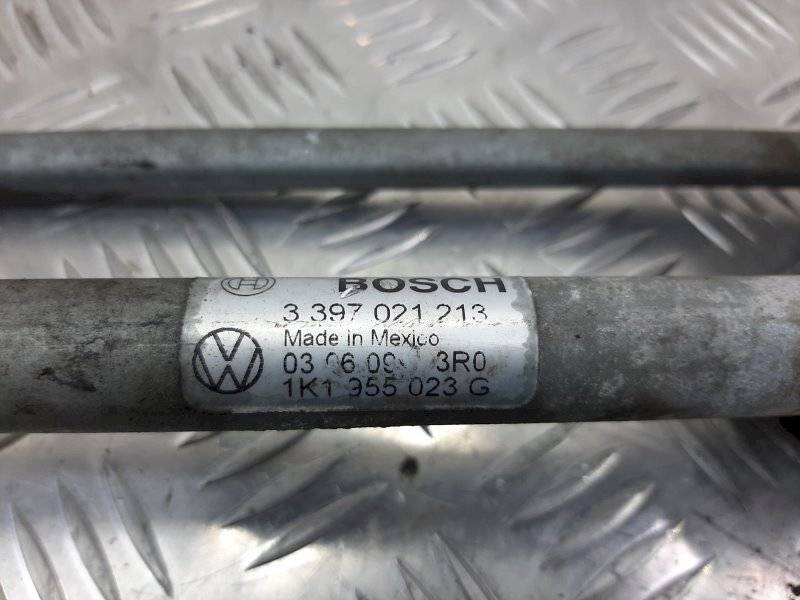 BOSCH
3 397 021 213
Made in Mexico
03 06 09 3R0
1K1 955 023 G